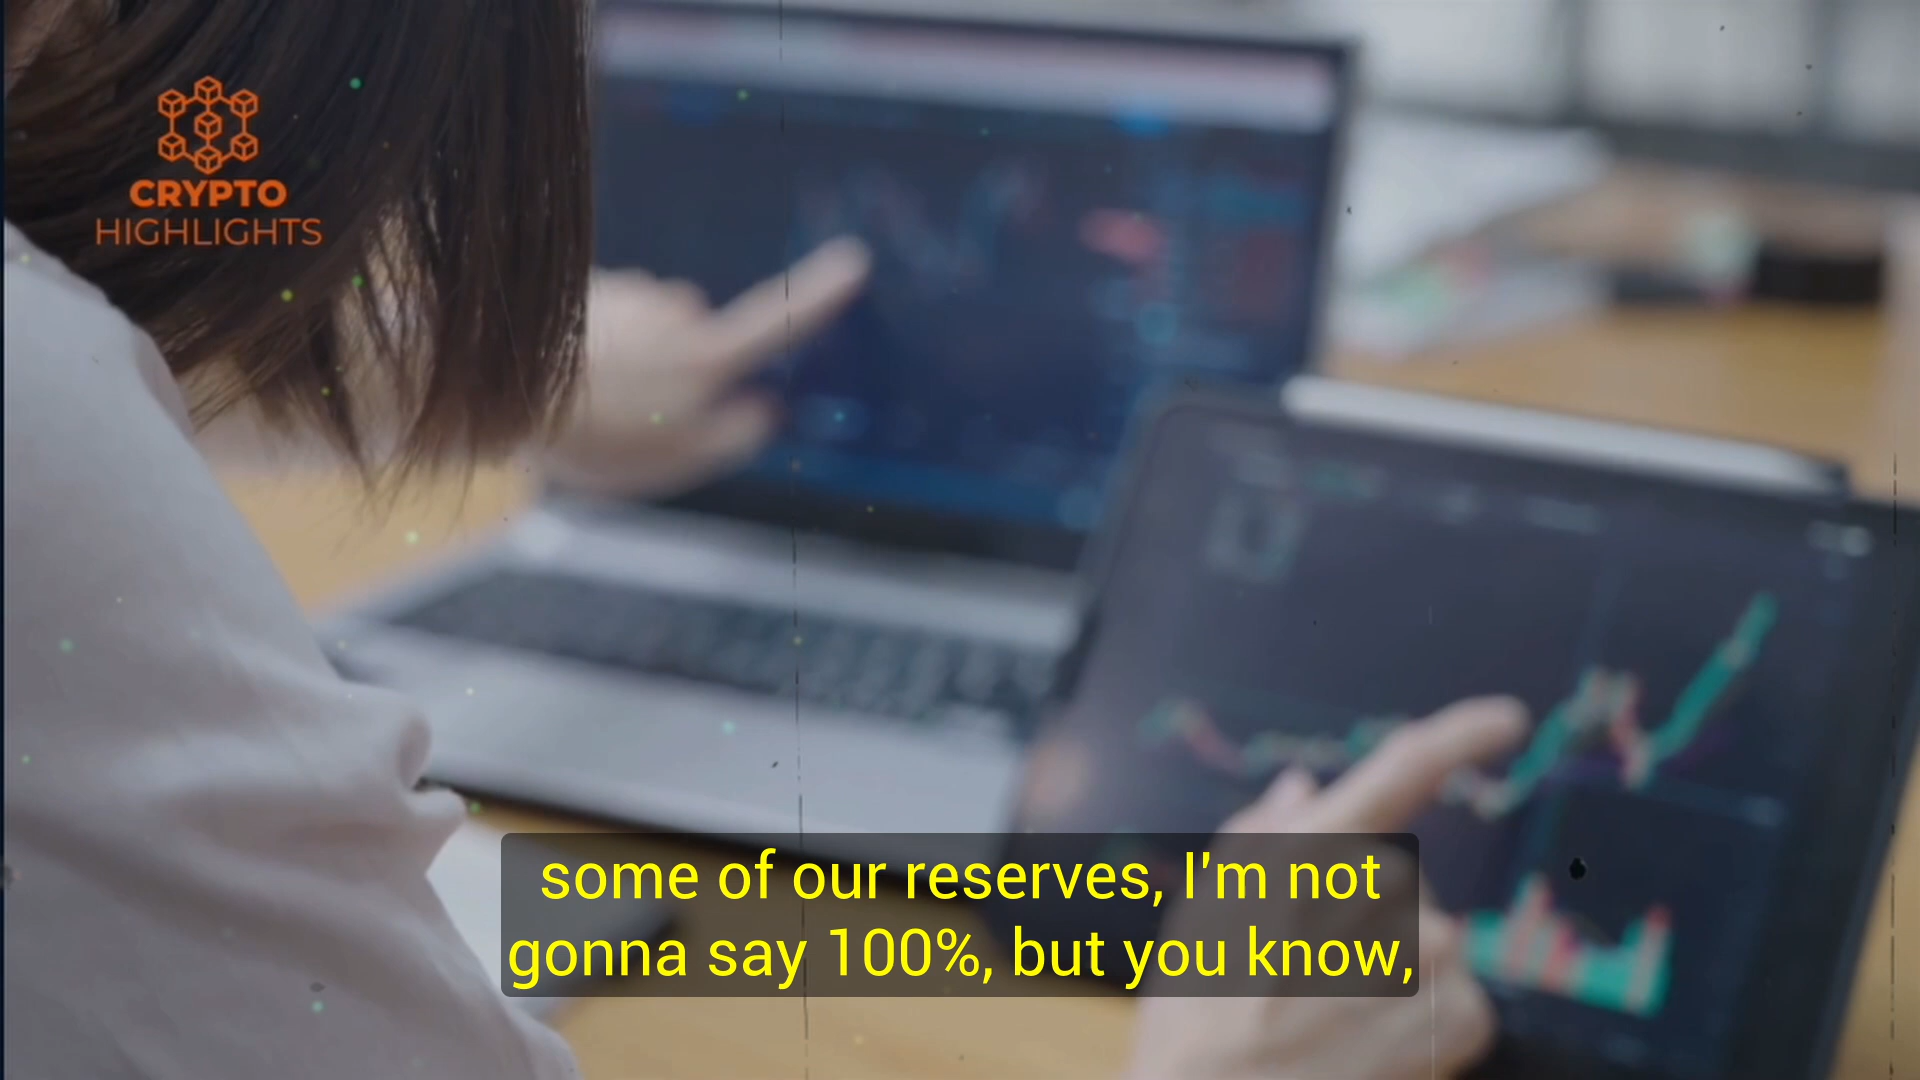 CRYPTO
HIGHLIGHTS
some of our reserves, I'm not
gonna say 100%, but you know,